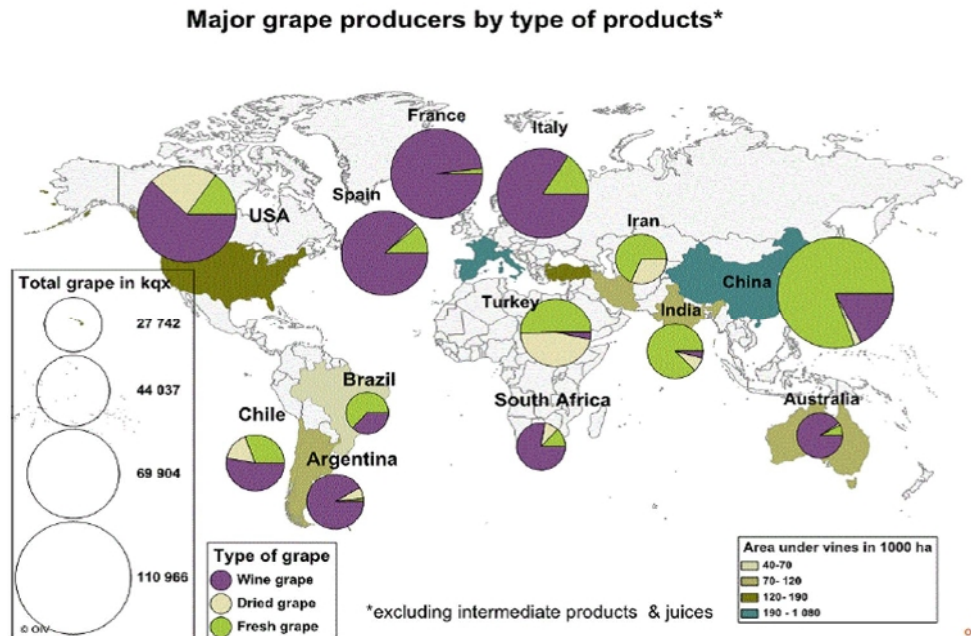 Major grape producers by type of products*
France
Italy
Spain
USA
Iran
China
Turkey
India
Total grape in kqx
27 742
44 037
69 904
110 966
© OIV
Brazil
Chile
Argentina
South Africa
Australia
Type of grape
Wine grape
Dried grape
Fresh grape
*excluding intermediate products & juices
Area under vines in 1000 ha
40-70
70- 120
120- 190
190 - 1 080